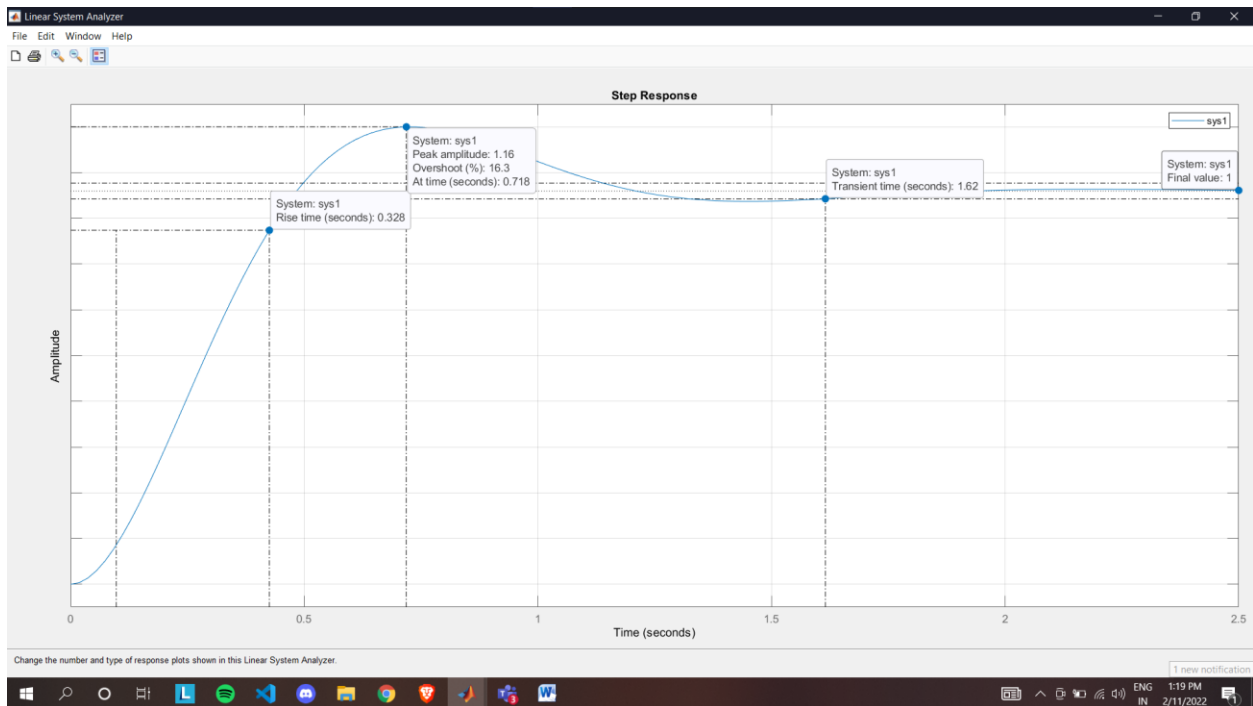 Linear System Analyzer
File Edit Window Help
Step Response
sys1
System: sys1
Peak amplitude: 1.16
Overshoot (%): 16.3
At time (seconds): 0.718
System: sys1
Transient time (seconds): 1.62
System: sys1
Final value: 1
System: sys1
Rise time (seconds): 0.328
Amplitude
0 0.5 1 1.5 2 2.5
Time (seconds)
Change the number and type of response plots shown in this Linear System Analyzer.
1 new notification
L
W
3
ENG
IN
1:19 PM
2/11/2022
1